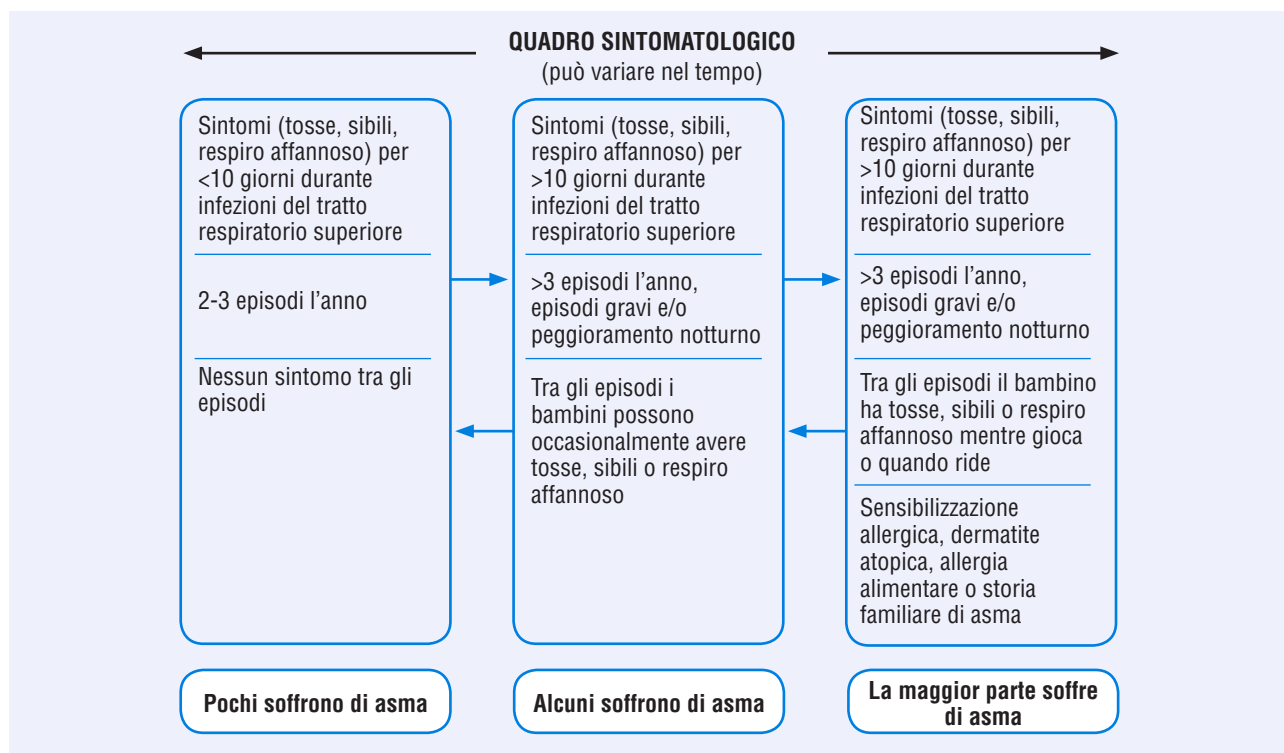 QUADRO SINTOMATOLOGICO
(può variare nel tempo)
Sintomi (tosse, sibili,
respiro affannoso) per
<10 giorni durante
infezioni del tratto
respiratorio superiore
2-3 episodi l’anno
Nessun sintomo tra gli
episodi
Pochi soffrono di asma
Sintomi (tosse, sibili,
respiro affannoso) per
>10 giorni durante
infezioni del tratto
respiratorio superiore
>3 episodi l’anno,
episodi gravi e/o
peggioramento notturno
Tra gli episodi i
bambini possono
occasionalmente avere
tosse, sibili o respiro
affannoso
Alcuni soffrono di asma
Sintomi (tosse, sibili,
respiro affannoso) per
>10 giorni durante
infezioni del tratto
respiratorio superiore
>3 episodi l’anno,
episodi gravi e/o
peggioramento notturno
Tra gli episodi il bambino
ha tosse, sibili o respiro
affannoso mentre gioca
o quando ride
Sensibilizzazione
allergica, dermatite
atopica, allergia
alimentare o storia
familiare di asma
La maggior parte soffre
di asma